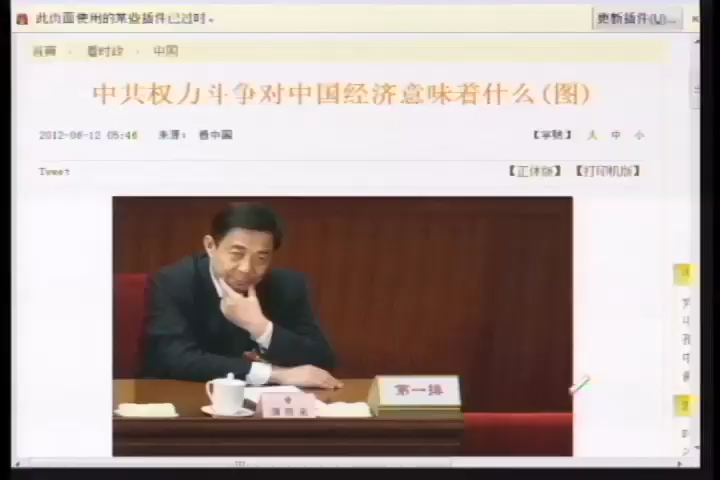 此页面使用的某些插件已过时。 更新插件(U)...
首页 · 看时政 · 中国
中共权力斗争对中国经济意味着什么(图)
2012-06-12 05:46 来源: 看中国 【字号】 大 中 小
Tweet 【正体版】 【打印机版】
第一排